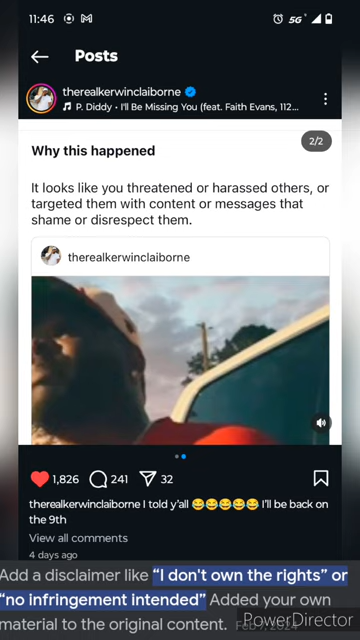 11:46
5G
Posts
therealkerwinclaiborne
P. Diddy • I'll Be Missing You (feat. Faith Evans, 112...
2/2
Why this happened
It looks like you threatened or harassed others, or
targeted them with content or messages that
shame or disrespect them.
therealkerwinclaiborne
1,826 241 32
therealkerwinclaiborne I told y'all 😂😂😂😂😂 I'll be back on
the 9th
View all comments
4 days ago
Add a disclaimer like “I don't own the rights” or
“no infringement intended” Added your own
material to the original content.
PowerDirector